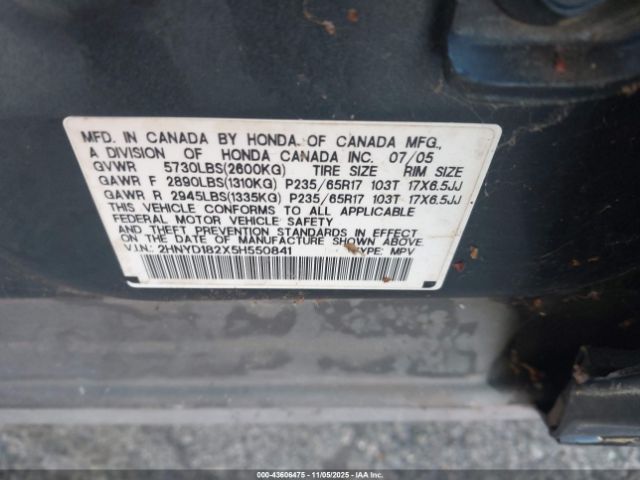 MFD. IN CANADA BY HONDA OF CANADA MFG.,
A DIVISION OF HONDA CANADA INC. 07/05
GVWR 5730LBS(2600KG) TIRE SIZE RIM SIZE
GAWR F 2890LBS(1310KG) P235/65R17 103T 17X6.5JJ
GAWR R 2945LBS(1335KG) P235/65R17 103T 17X6.5JJ
THIS VEHICLE CONFORMS TO ALL APPLICABLE
FEDERAL MOTOR VEHICLE SAFETY
AND THEFT PREVENTION STANDARDS IN EFFECT
ON THE DATE OF MANUFACTURE SHOWN ABOVE.
V.I.N.: 2HNYD182X5H550841 TYPE: MPV
00-43606475 - 11/05/2025 - IAA Inc.